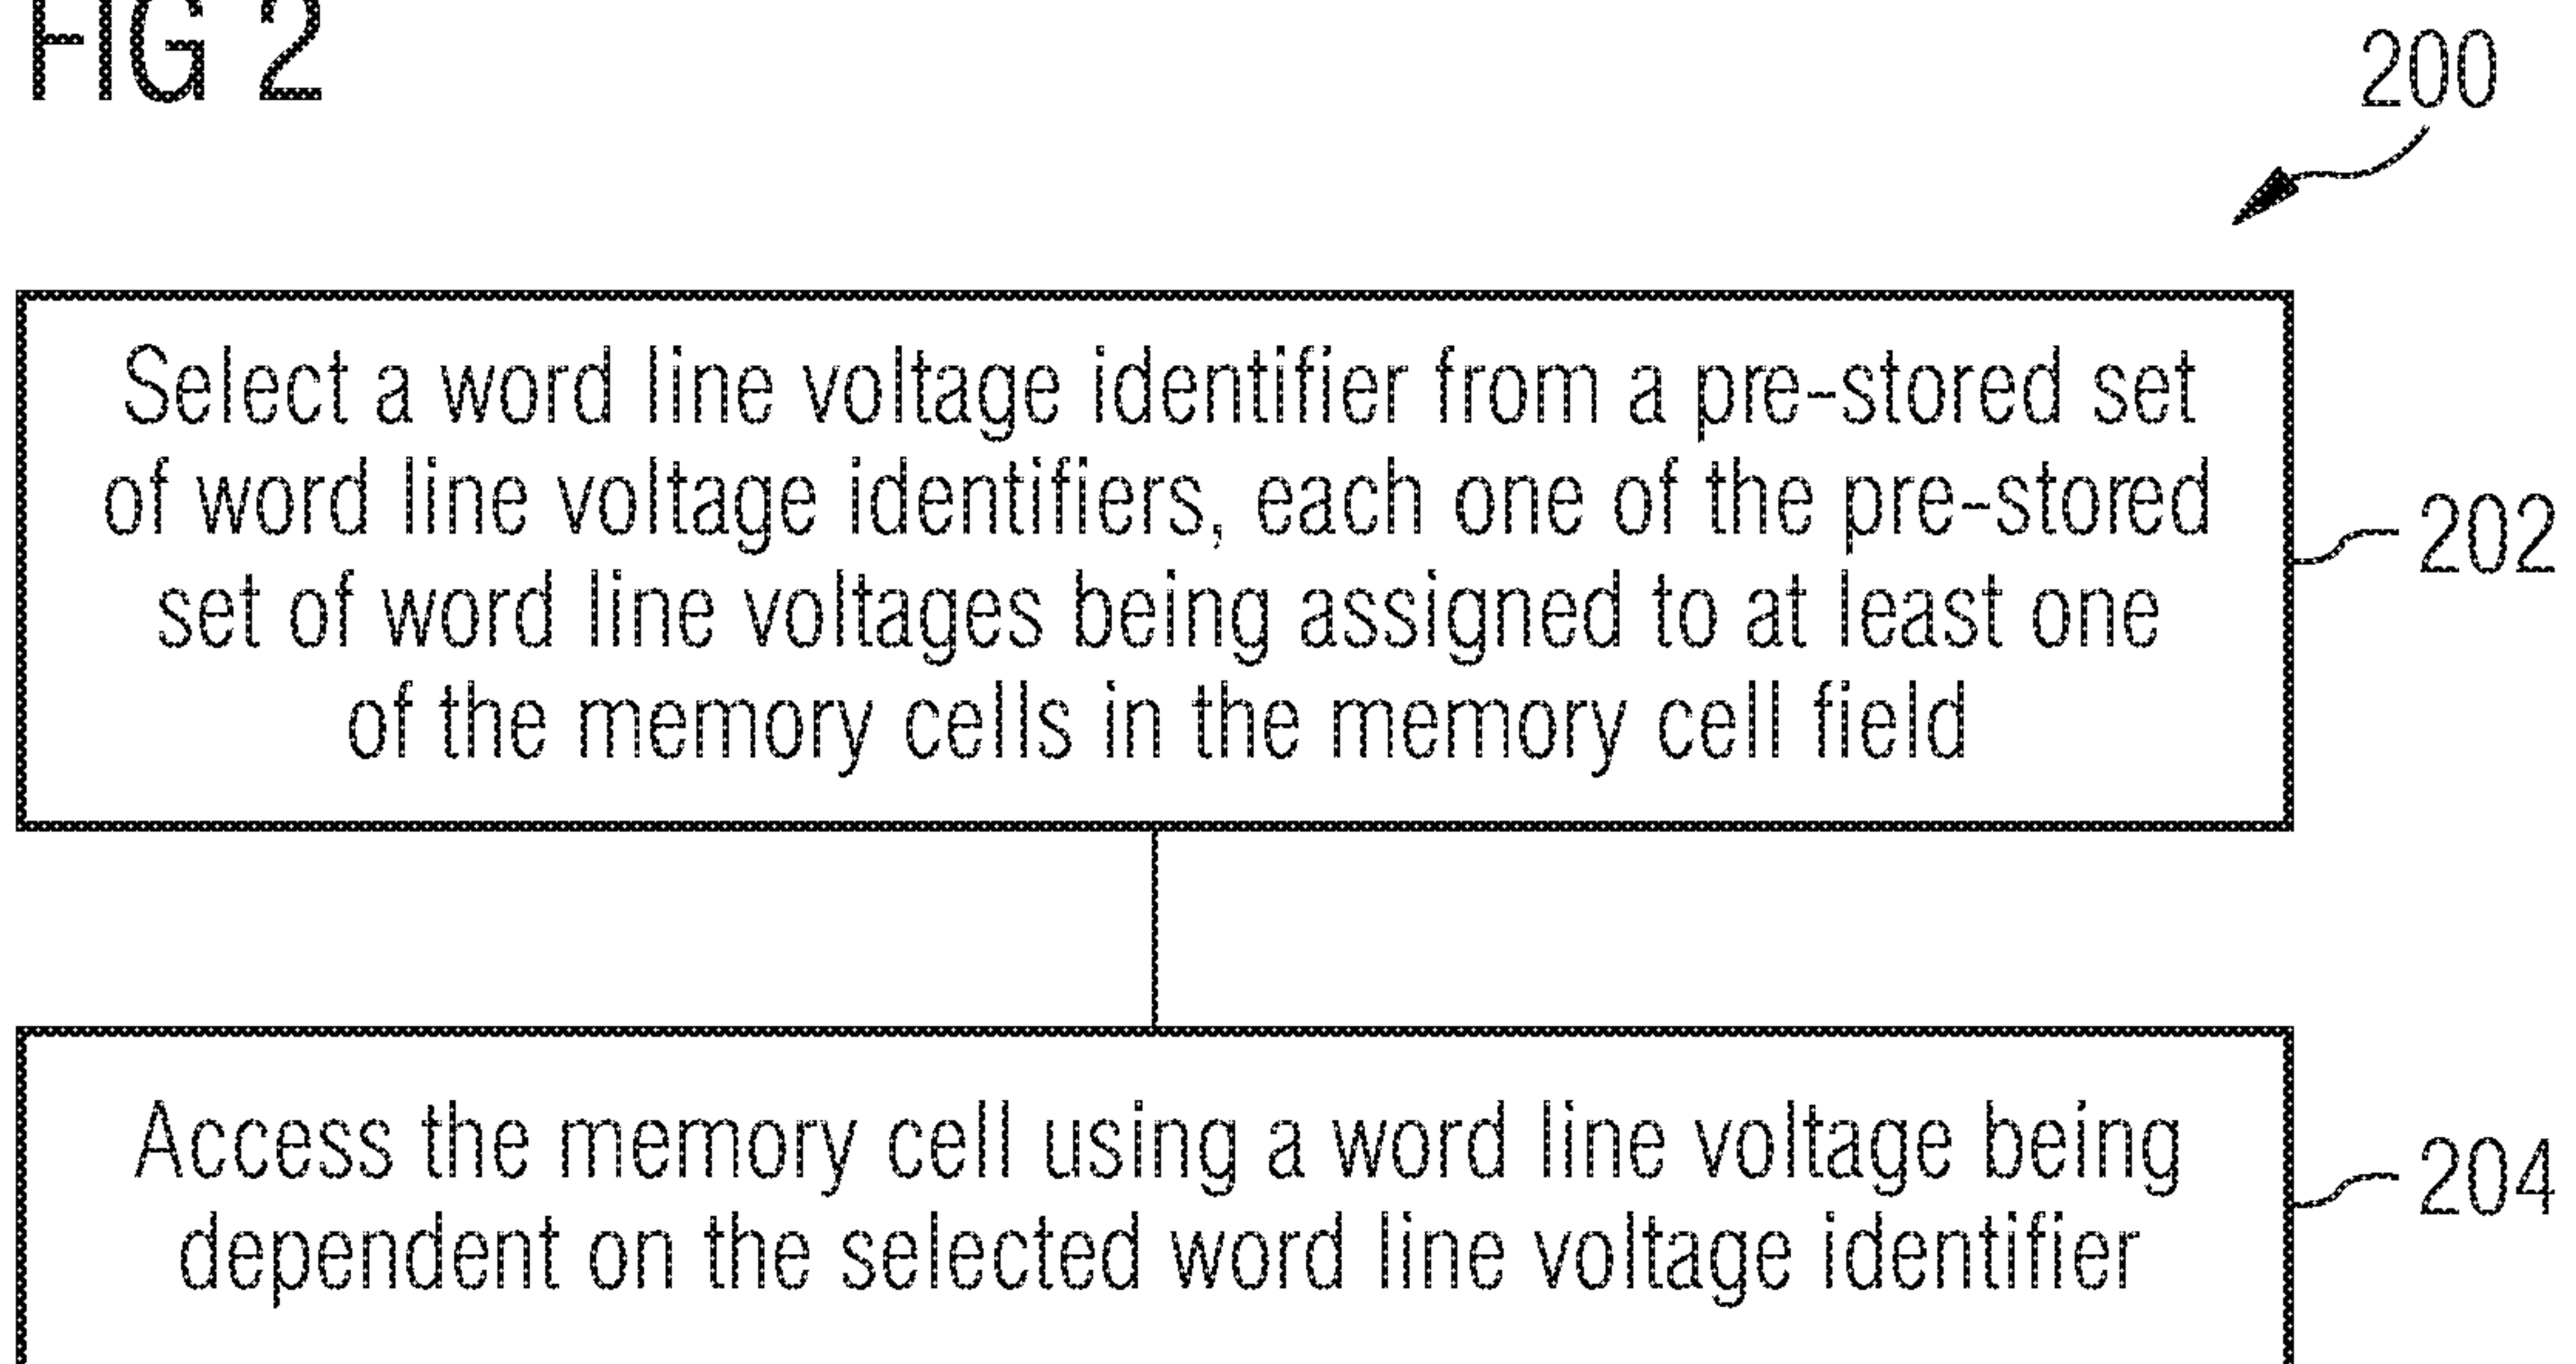 FIG 2
200
Select a word line voltage identifier from a pre-stored set
of word line voltage identifiers, each one of the pre-stored
set of word line voltages being assigned to at least one
of the memory cells in the memory cell field
202
Access the memory cell using a word line voltage being
dependent on the selected word line voltage identifier
204